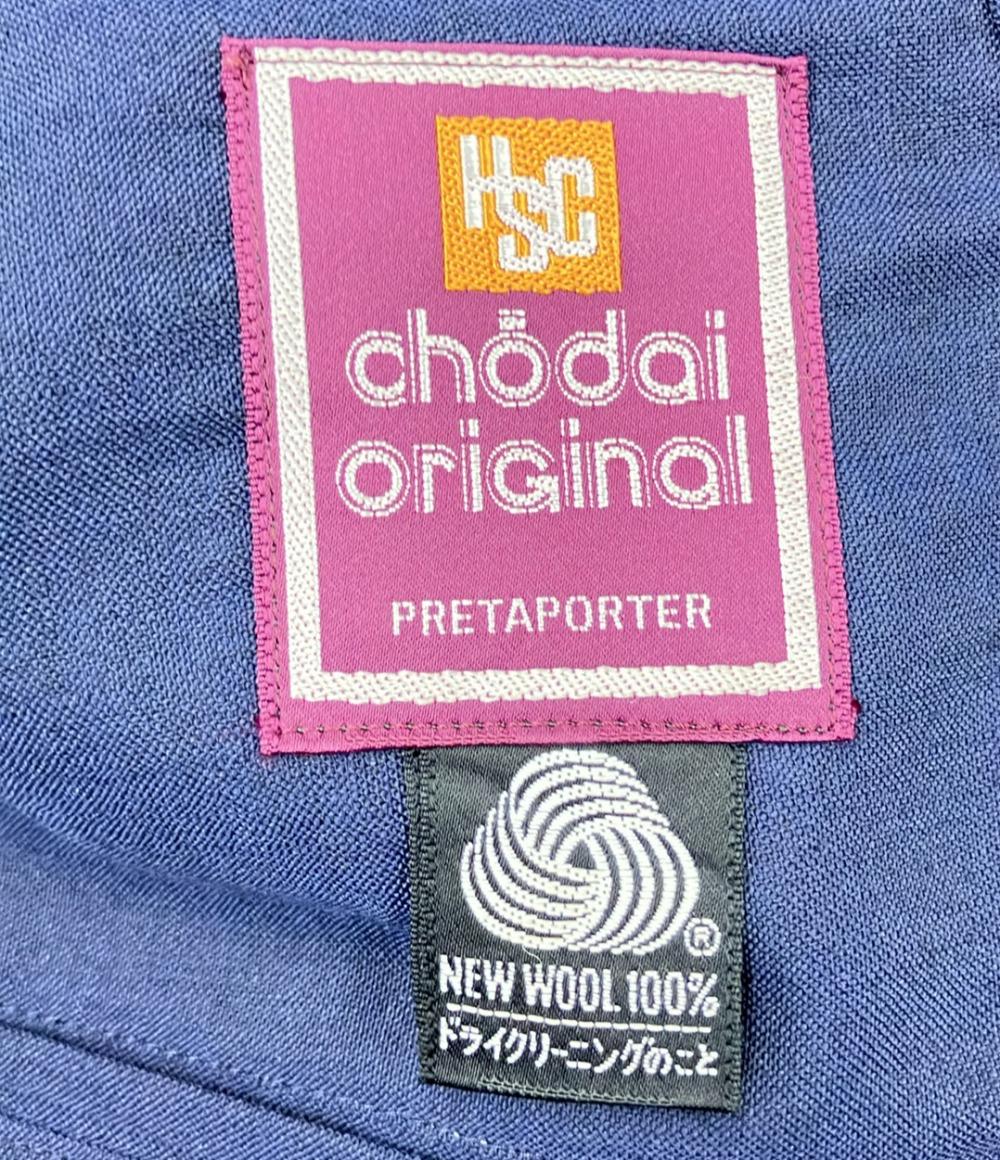 HSC
chōdai
original
PRETAPORTER
®
NEW WOOL 100%
ドライクリーニングのこと